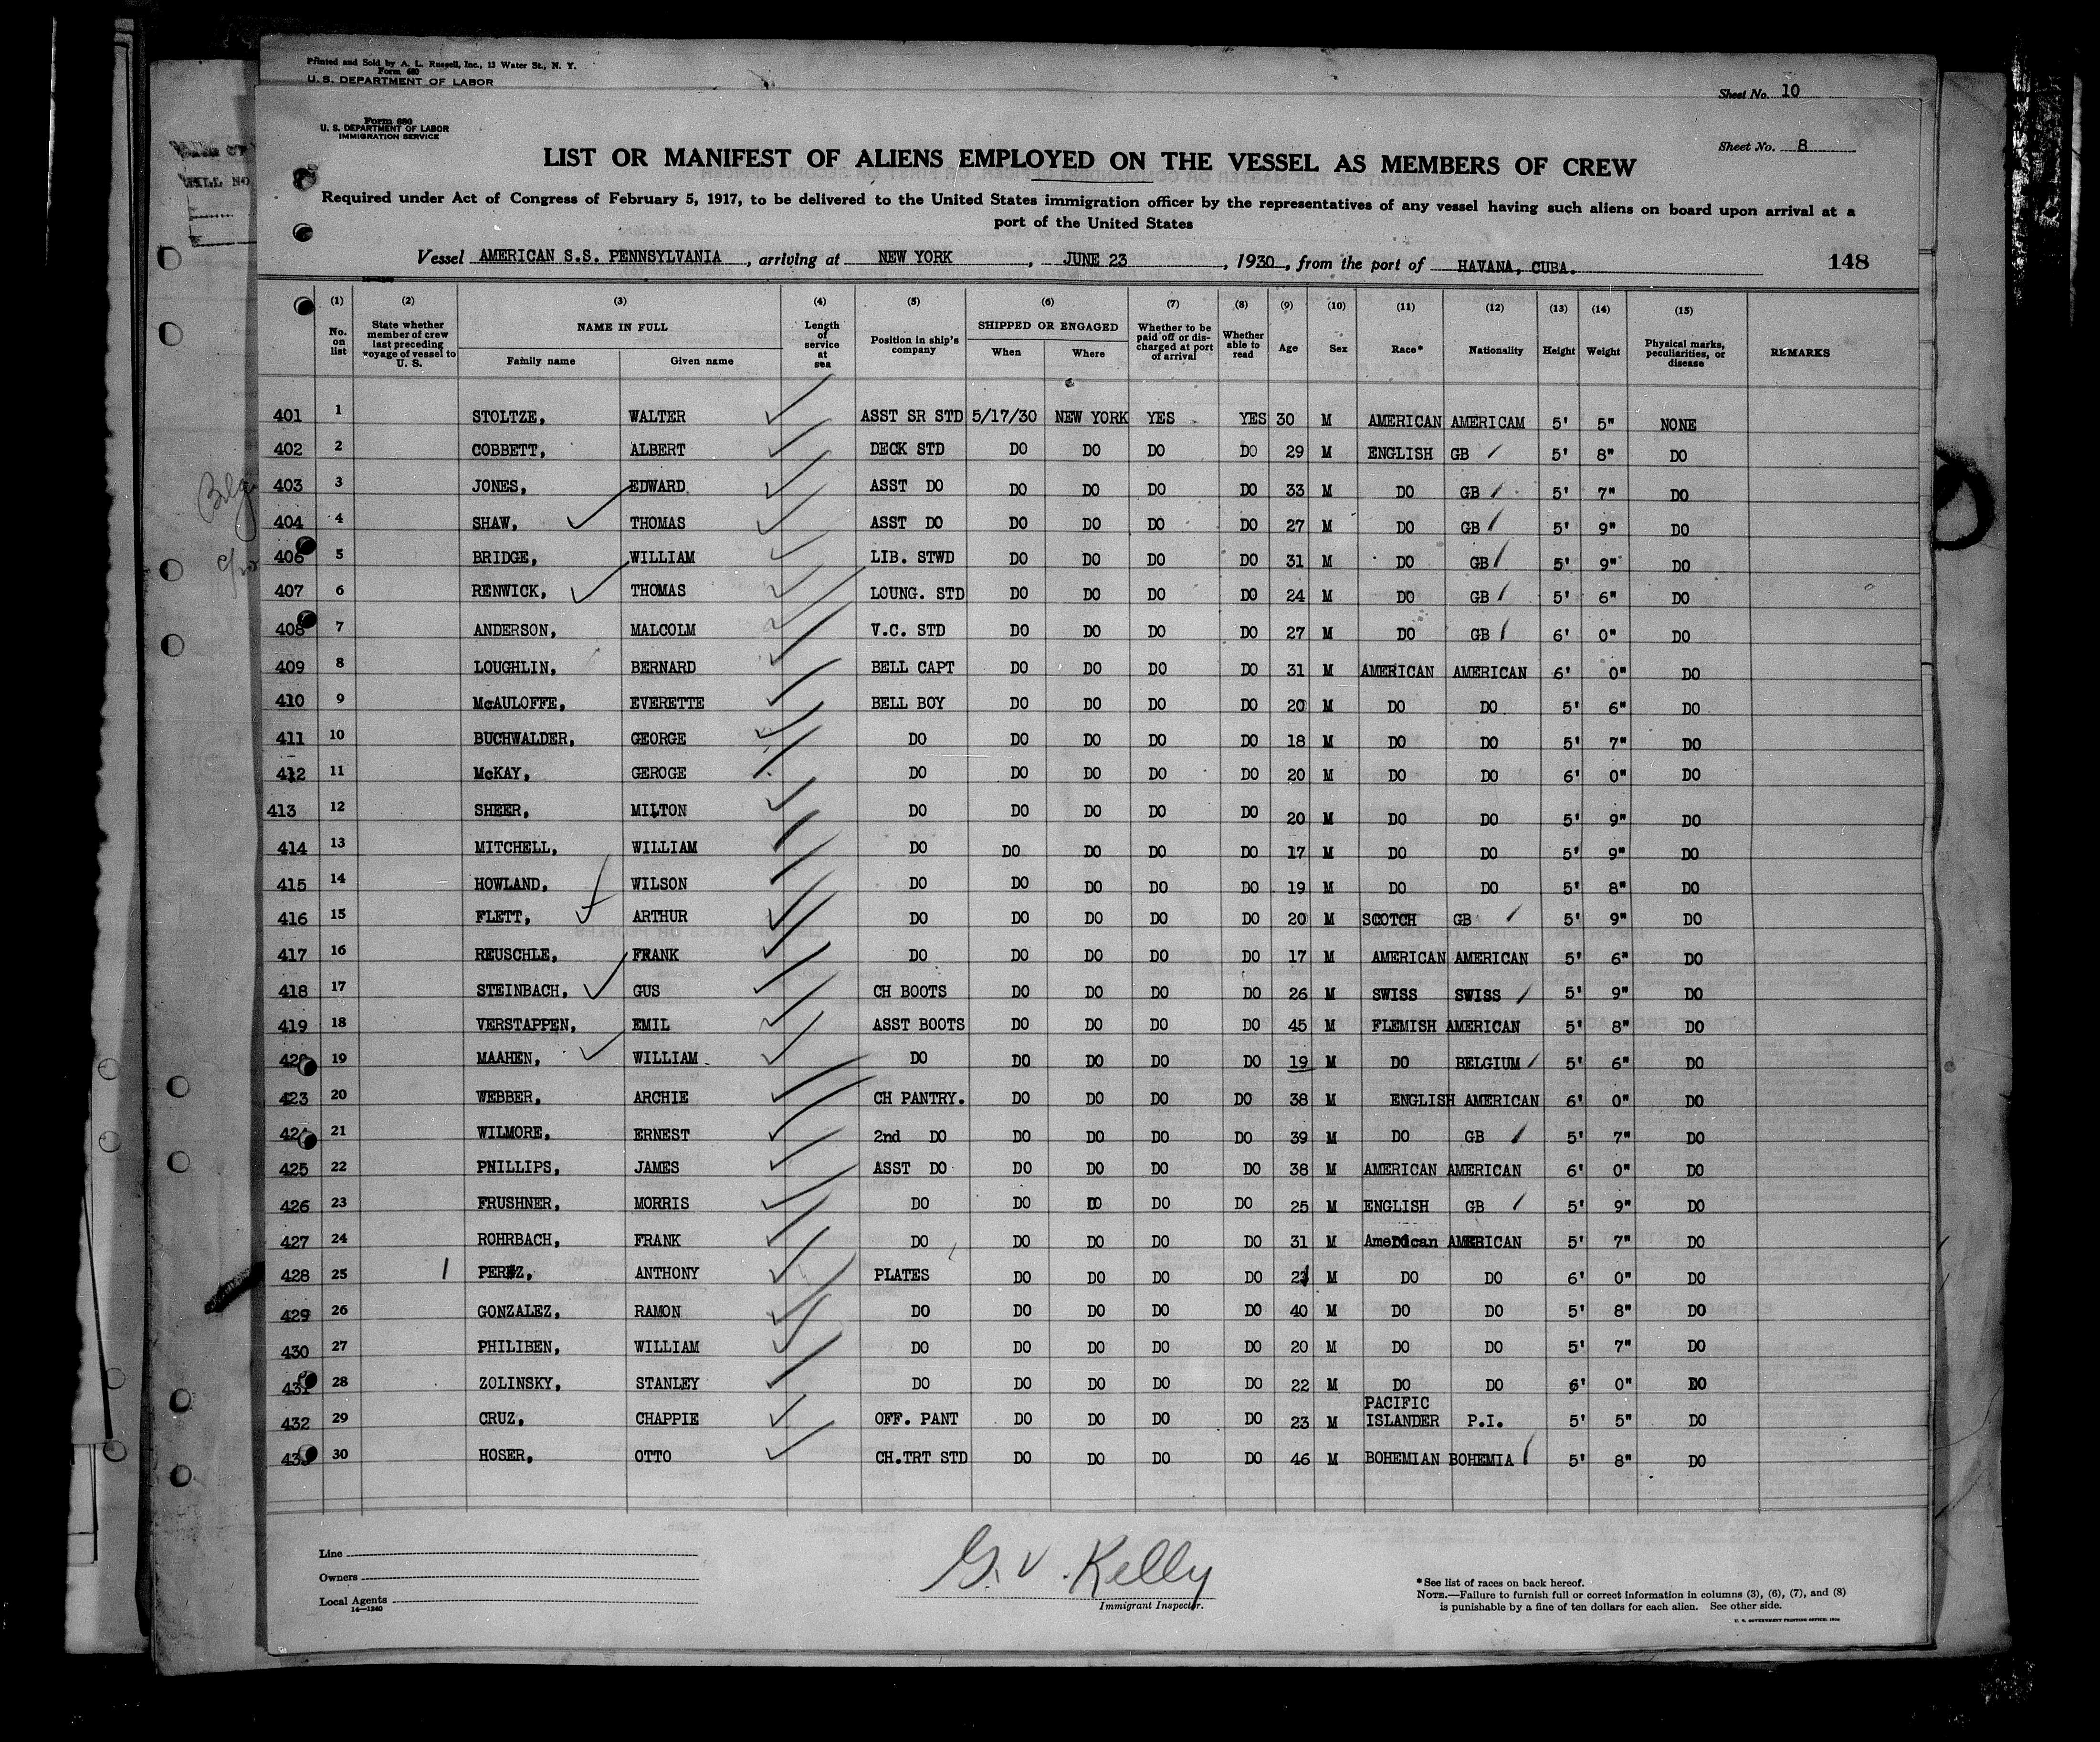 Printed and Sold by A. L. Russell, Inc., 13 Water St., N. Y.
Form 680
U. S. DEPARTMENT OF LABOR
Sheet No. 10
Form 680
U. S. DEPARTMENT OF LABOR
IMMIGRATION SERVICE
Sheet No. 8
LIST OR MANIFEST OF ALIENS EMPLOYED ON THE VESSEL AS MEMBERS OF CREW
Required under Act of Congress of February 5, 1917, to be delivered to the United States immigration officer by the representatives of any vessel having such aliens on board upon arrival at a
port of the United States
Vessel AMERICAN S.S. PENNSYLVANIA, arriving at NEW YORK, JUNE 23, 1930, from the port of HAVANA, CUBA.
148
(1) No. on list (2) State whether member of crew last preceding voyage of vessel to U. S. (3) NAME IN FULL Family name Given name (4) Length of service at sea (5) Position in ship's company (6) SHIPPED OR ENGAGED When Where (7) Whether to be paid off or discharged at port of arrival (8) Whether able to read (9) Age (10) Sex (11) Race* (12) Nationality (13) Height (14) Weight (15) Physical marks, peculiarities, or disease REMARKS
401 1 STOLTZE, WALTER ASST SR STD 5/17/30 NEW YORK YES YES 30 M AMERICAN AMERICAM 5' 5" NONE
402 2 COBBETT, ALBERT DECK STD DO DO DO DO 29 M ENGLISH GB 5' 8" DO
403 3 JONES, EDWARD ASST DO DO DO DO DO 33 M DO GB 5' 7" DO
404 4 SHAW, THOMAS ASST DO DO DO DO DO 27 M DO GB 5' 9" DO
406 5 BRIDGE, WILLIAM LIB. STWD DO DO DO DO 31 M DO GB 5' 9" DO
407 6 RENWICK, THOMAS LOUNG. STD DO DO DO DO 24 M DO GB 5' 6" DO
408 7 ANDERSON, MALCOLM V.C. STD DO DO DO DO 27 M DO GB 6' 0" DO
409 8 LOUGHLIN, BERNARD BELL CAPT DO DO DO DO 31 M AMERICAN AMERICAN 6' 0" DO
410 9 McAULOFFE, EVERETTE BELL BOY DO DO DO DO 20 M DO DO 5' 6" DO
411 10 BUCHWALDER, GEORGE DO DO DO DO DO 18 M DO DO 5' 7" DO
412 11 McKAY, GEROGE DO DO DO DO DO 20 M DO DO 6' 0" DO
413 12 SHEER, MILTON DO DO DO DO DO 20 M DO DO 5' 9" DO
414 13 MITCHELL, WILLIAM DO DO DO DO DO 17 M DO DO 5' 9" DO
415 14 HOWLAND, WILSON DO DO DO DO DO 19 M DO DO 5' 8" DO
416 15 FLETT, ARTHUR DO DO DO DO DO 20 M SCOTCH GB 5' 9" DO
417 16 REUSCHLE, FRANK DO DO DO DO DO 17 M AMERICAN AMERICAN 5' 6" DO
418 17 STEINBACH, GUS CH BOOTS DO DO DO DO 26 M SWISS SWISS 5' 9" DO
419 18 VERSTAPPEN, EMIL ASST BOOTS DO DO DO DO 45 M FLEMISH AMERICAN 5' 8" DO
19 MAAHEN, WILLIAM DO DO DO DO DO 19 M DO BELGIUM 5' 6" DO
423 20 WEBBER, ARCHIE CH PANTRY. DO DO DO DO 38 M ENGLISH AMERICAN 6' 0" DO
21 WILMORE, ERNEST 2nd DO DO DO DO DO 39 M DO GB 5' 7" DO
425 22 PNILLIPS, JAMES ASST DO DO DO DO DO 38 M AMERICAN AMERICAN 6' 0" DO
426 23 FRUSHNER, MORRIS DO DO DO DO DO 25 M ENGLISH GB 5' 9" DO
427 24 ROHRBACH, FRANK DO DO DO DO DO 31 M American AMERICAN 5' 7" DO
428 25 1 PEREZ, ANTHONY PLATES DO DO DO DO M DO DO 6' 0" DO
429 26 GONZALEZ, RAMON DO DO DO DO DO 40 M DO DO 5' 8" DO
430 27 PHILIBEN, WILLIAM DO DO DO DO DO 20 M DO DO 5' 7" DO
28 ZOLINSKY, STANLEY DO DO DO DO DO 22 M DO DO 6' 0" DO
432 29 CRUZ, CHAPPIE OFF. PANT DO DO DO DO 23 M PACIFIC ISLANDER P.I. 5' 5" DO
30 HOSER, OTTO CH.TRT STD DO DO DO DO 46 M BOHEMIAN BOHEMIA 5' 8" DO
Line
Owners
Local Agents
14—1240
G. V. Kelly
Immigrant Inspector.
*See list of races on back hereof.
NOTE.—Failure to furnish full or correct information in columns (3), (6), (7), and (8)
is punishable by a fine of ten dollars for each alien. See other side.